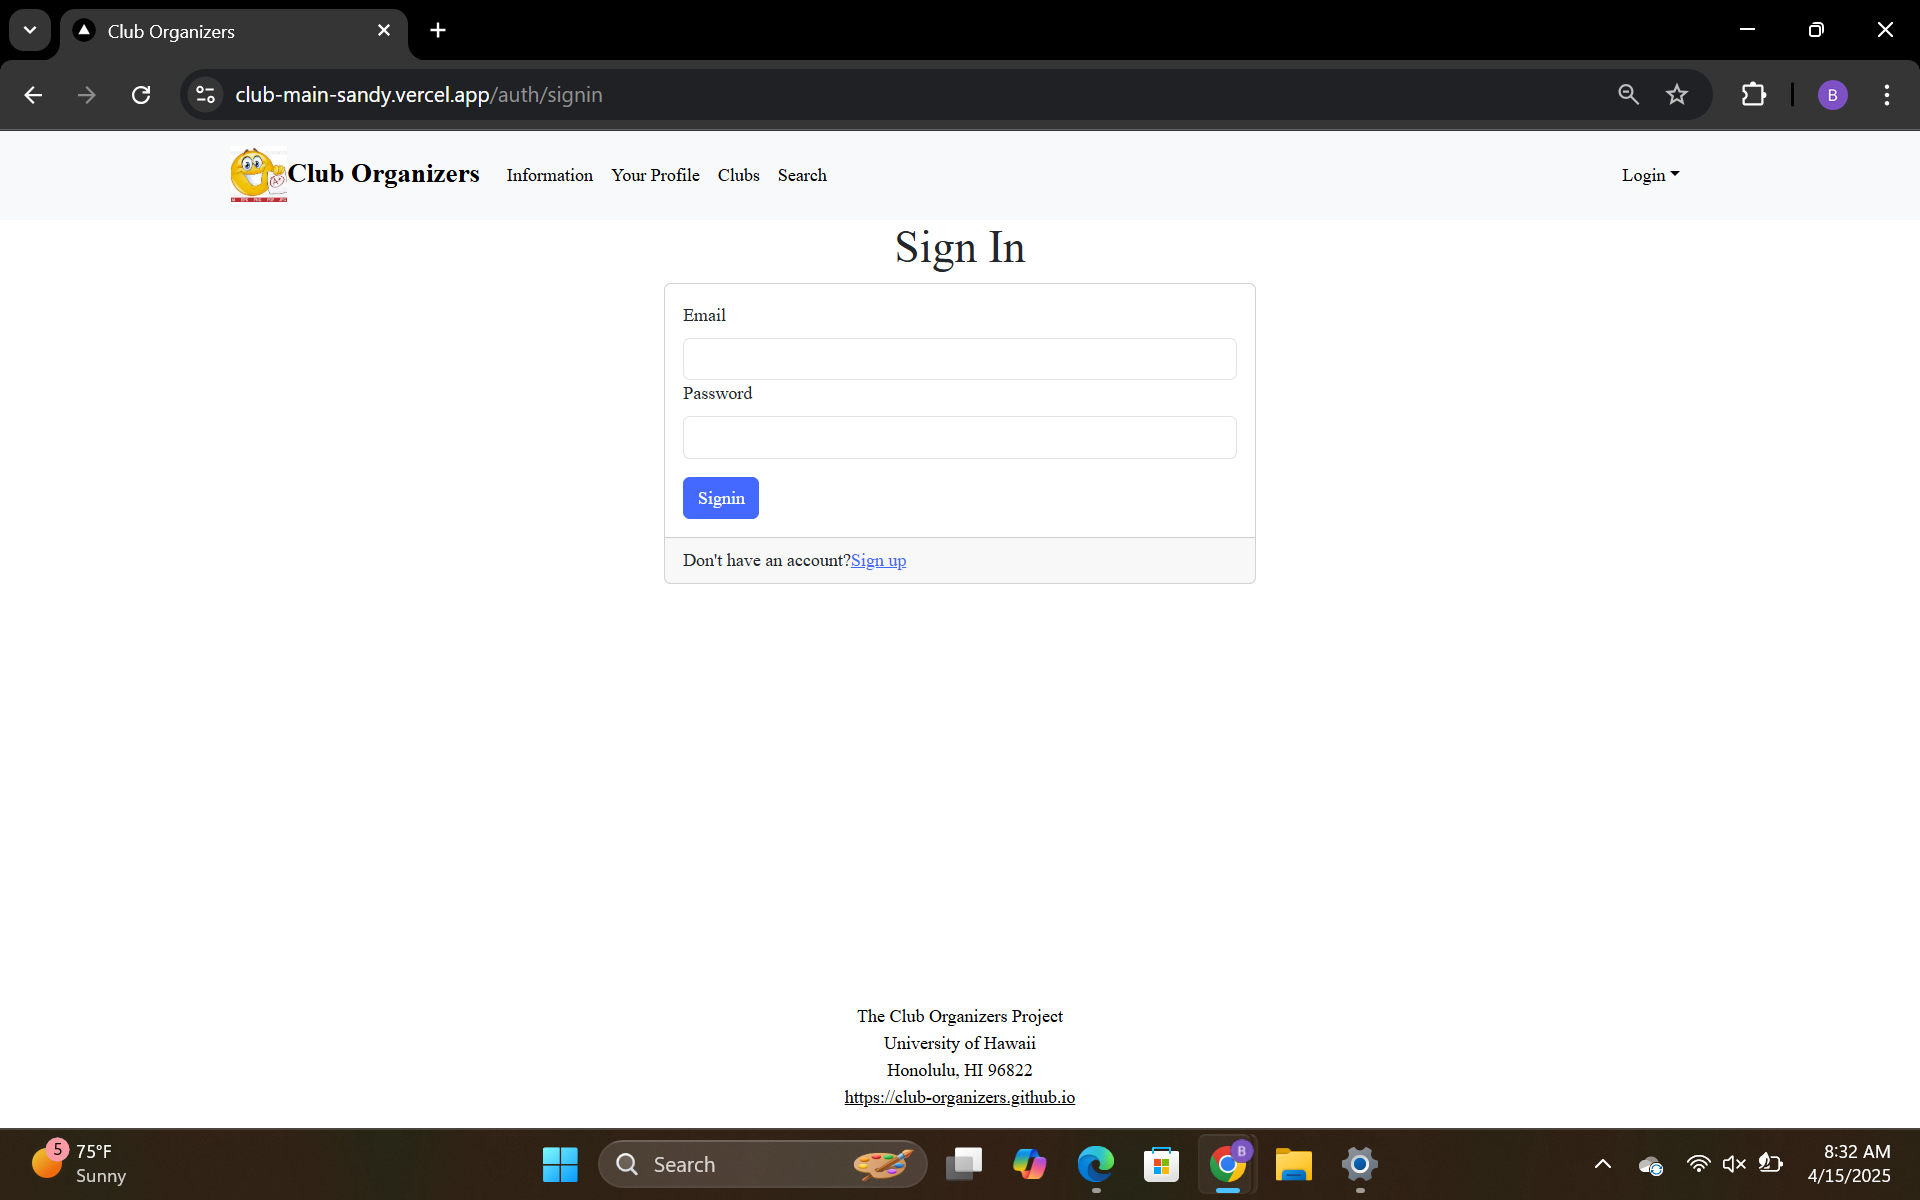 Club Organizers
club-main-sandy.vercel.app/auth/signin
B
Club Organizers Information Your Profile Clubs Search Login
Sign In
Email
Password
Signin
Don't have an account?Sign up
The Club Organizers Project
University of Hawaii
Honolulu, HI 96822
https://club-organizers.github.io
5 75°F
Sunny
Search
B
8:32 AM
4/15/2025